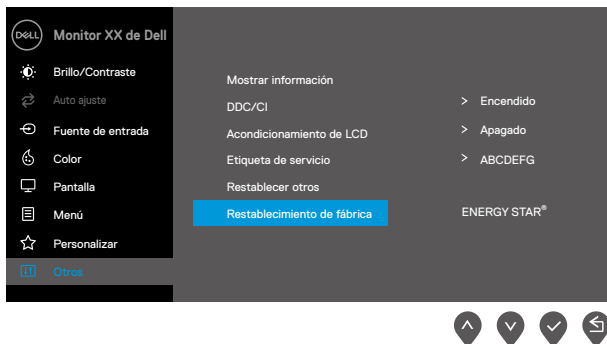 DELL Monitor XX de Dell
Brillo/Contraste
Auto ajuste
Fuente de entrada
Color
Pantalla
Menú
Personalizar
Otros
Mostrar información
DDC/CI > Encendido
Acondicionamiento de LCD > Apagado
Etiqueta de servicio > ABCDEFG
Restablecer otros
Restablecimiento de fábrica ENERGY STAR®